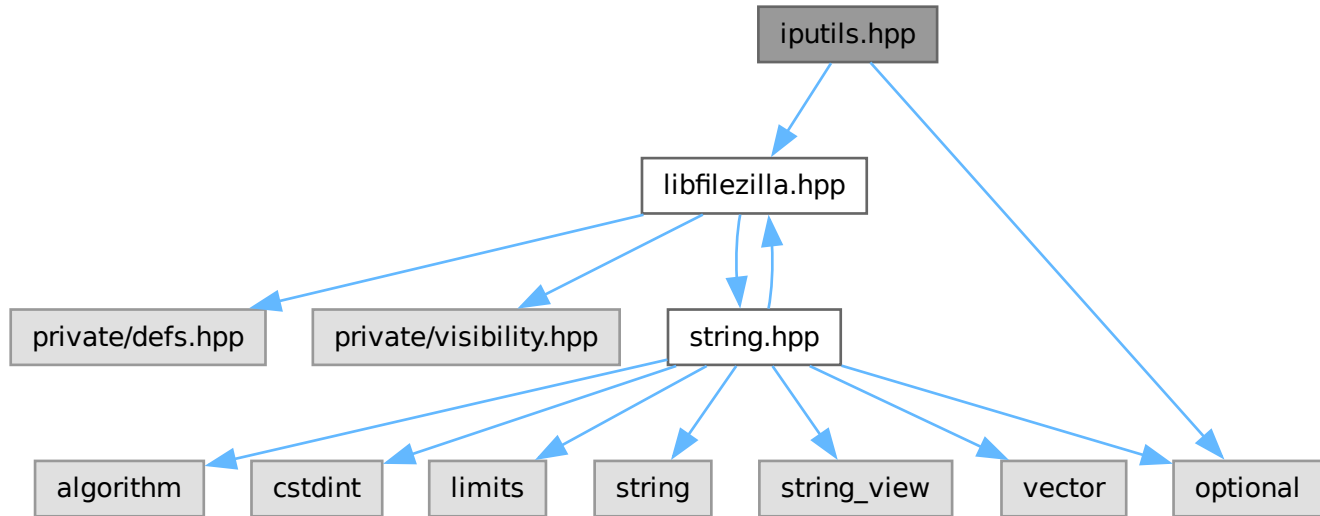 iputils.hpp
libfilezilla.hpp
private/defs.hpp
private/visibility.hpp
string.hpp
algorithm
cstdint
limits
string
string_view
vector
optional